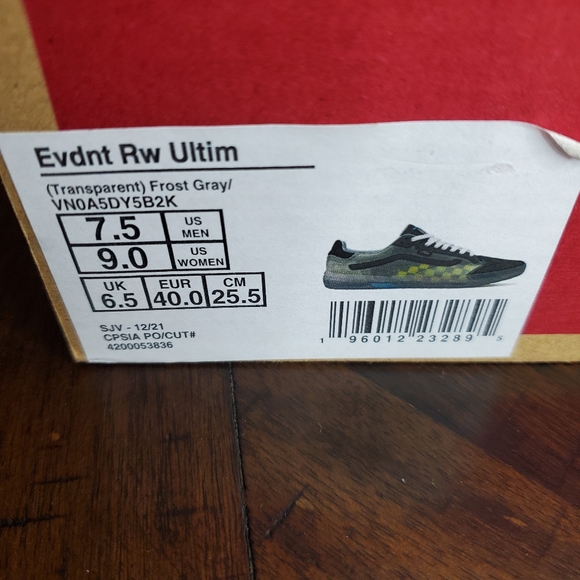 Evdnt Rw Ultim
(Transparent) Frost Gray/
VN0A5DY5B2K
7.5 US MEN
9.0 US WOMEN
UK EUR CM
6.5 40.0 25.5
SJV - 12/21
CPSIA PO/CUT#
4200053836
1 96012 23289 5